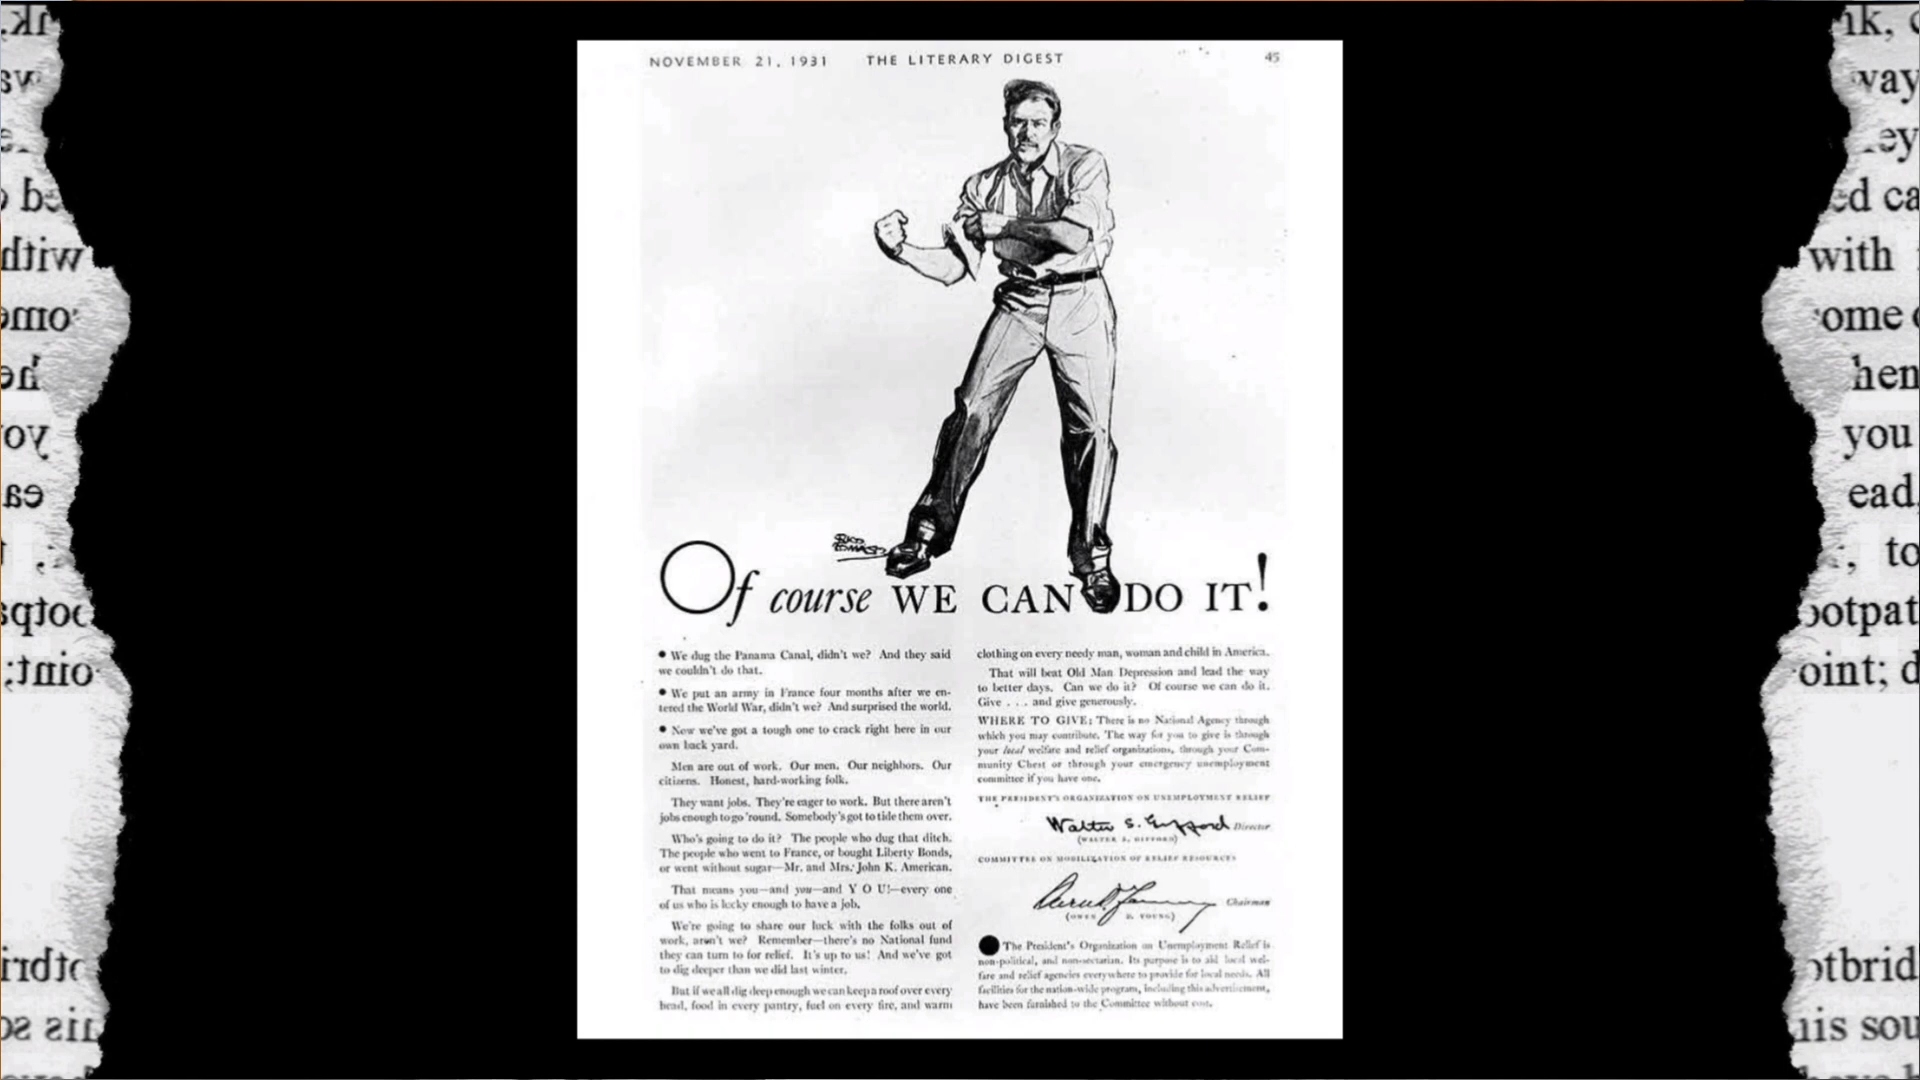 NOVEMBER 21, 1931 THE LITERARY DIGEST 45
Of course WE CAN DO IT!
• We dug the Panama Canal, didn't we? And they said
we couldn't do that.
• We put an army in France four months after we en-
tered the World War, didn't we? And surprised the world.
• Now we've got a tough one to crack right here in our
own back yard.
Men are out of work. Our men. Our neighbors. Our
citizens. Honest, hard-working folk.
They want jobs. They're eager to work. But there aren't
jobs enough to go 'round. Somebody's got to tide them over.
Who's going to do it? The people who dug that ditch.
The people who went to France, or bought Liberty Bonds,
or went without sugar—Mr. and Mrs. John K. American.
That means you—and you—and Y O U!—every one
of us who is lucky enough to have a job.
We're going to share our luck with the folks out of
work, aren't we? Remember—there's no National fund
they can turn to for relief. It's up to us! And we've got
to dig deeper than we did last winter.
But if we all dig deep enough we can keep a roof over every
head, food in every pantry, fuel on every fire, and warm
clothing on every needy man, woman and child in America.
That will beat Old Man Depression and lead the way
to better days. Can we do it? Of course we can do it.
Give . . . and give generously.
WHERE TO GIVE: There is no National Agency through
which you may contribute. The way for you to give is through
your local welfare and relief organizations, through your Com-
munity Chest or through your emergency unemployment
committee if you have one.
THE PRESIDENT'S ORGANIZATION ON UNEMPLOYMENT RELIEF
Walter S. Gifford Director
(WALTER S. GIFFORD)
COMMITTEE ON MOBILIZATION OF RELIEF RESOURCES
Owen D. Young Chairman
(OWEN D. YOUNG)
The President's Organization on Unemployment Relief is
non-political, and non-sectarian. Its purpose is to aid local wel-
fare and relief agencies everywhere to provide for local needs. All
facilities for the nation-wide program, including this advertisement,
have been furnished to the Committee without cost.
with
you
to